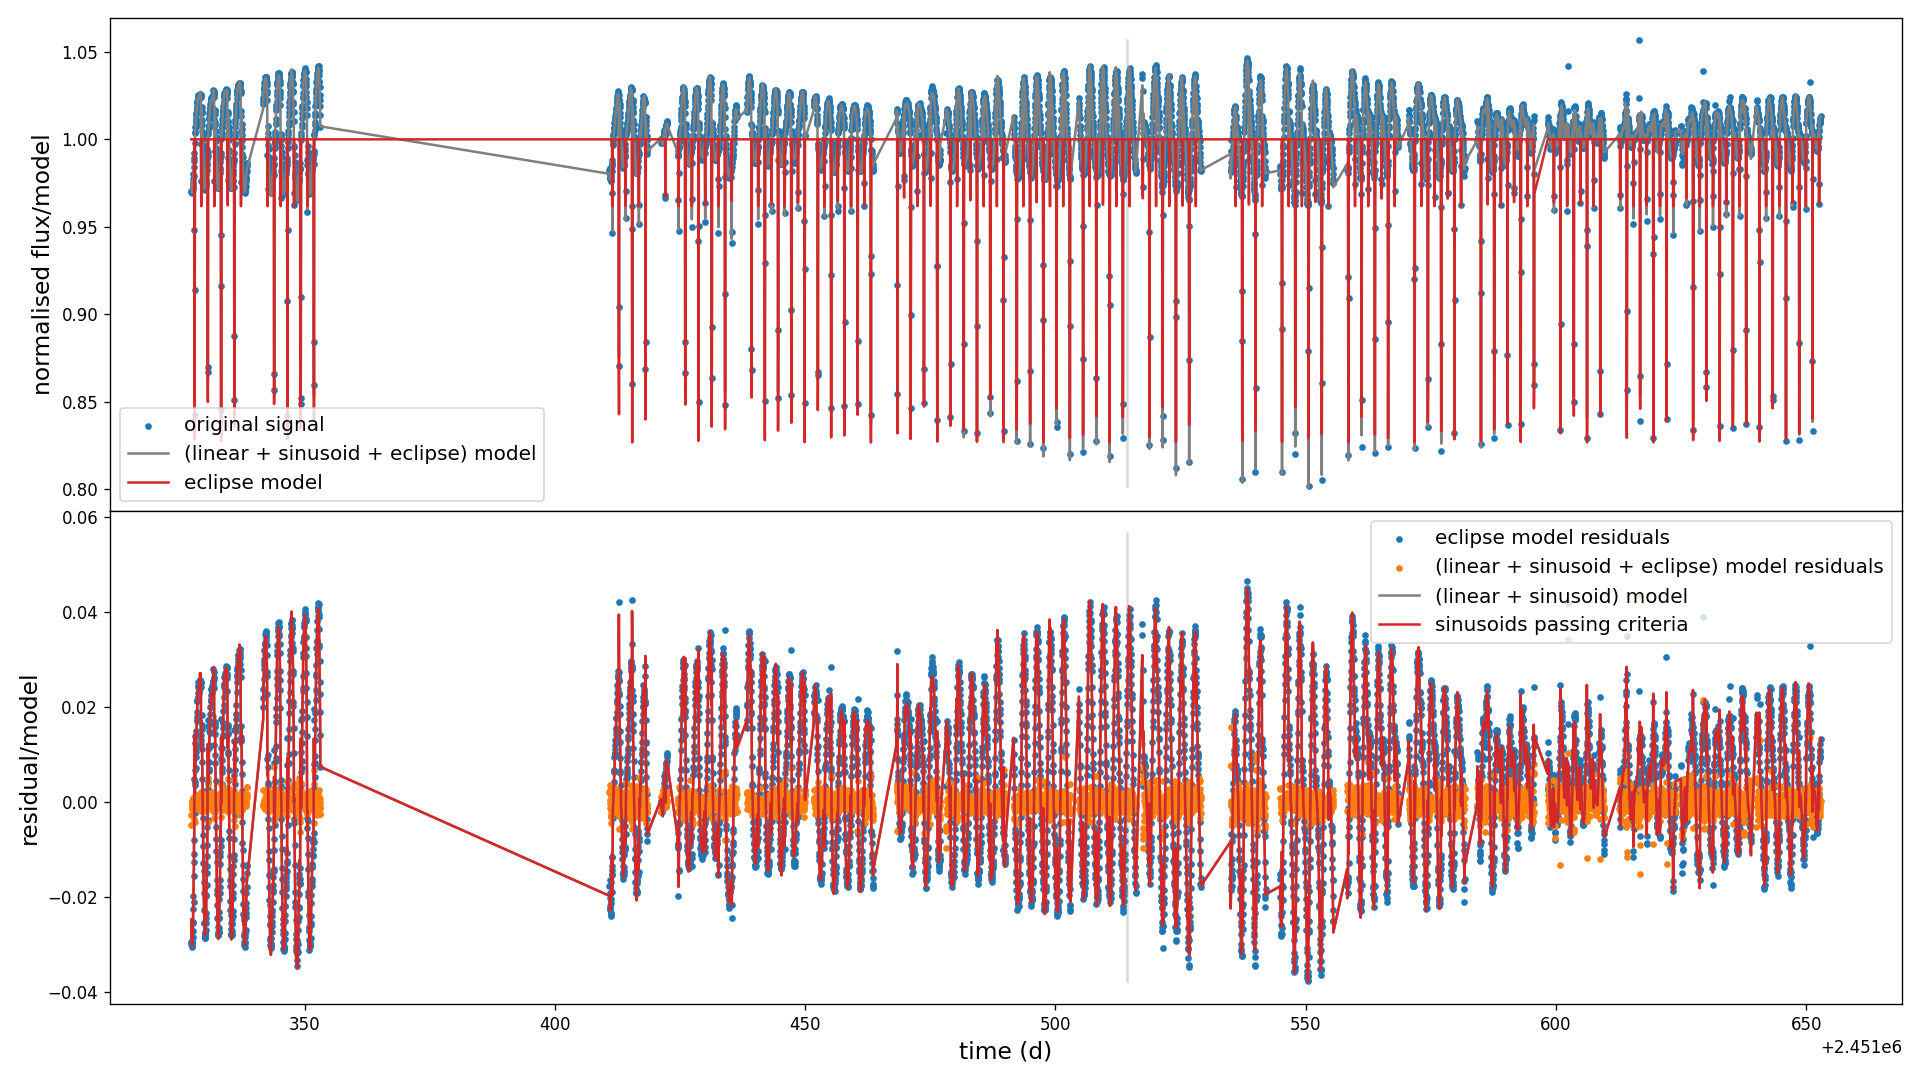 normalised flux/model
1.05
1.00
0.95
0.90
0.85
0.80
original signal
(linear + sinusoid + eclipse) model
eclipse model
residual/model
0.06
0.04
0.02
0.00
−0.02
−0.04
eclipse model residuals
(linear + sinusoid + eclipse) model residuals
(linear + sinusoid) model
sinusoids passing criteria
350
400
450
500
550
600
650
+2.451e6
time (d)